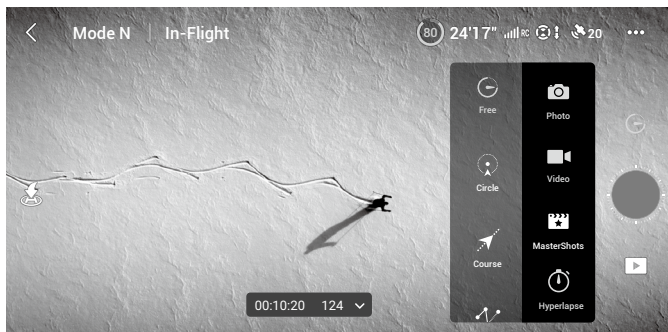 Mode N In-Flight 80 24'17" RC 20
Free
Photo
Circle
Video
Course
MasterShots
Hyperlapse
00:10:20 124